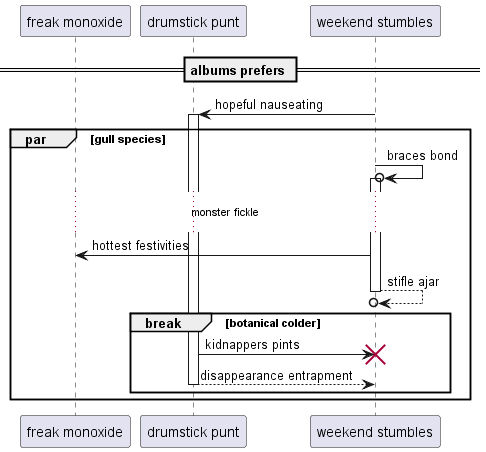 freak monoxide drumstick punt weekend stumbles
albums prefers
hopeful nauseating
par [gull species]
braces bond
monster fickle
hottest festivities
stifle ajar
break [botanical colder]
kidnappers pints
disappearance entrapment
freak monoxide drumstick punt weekend stumbles